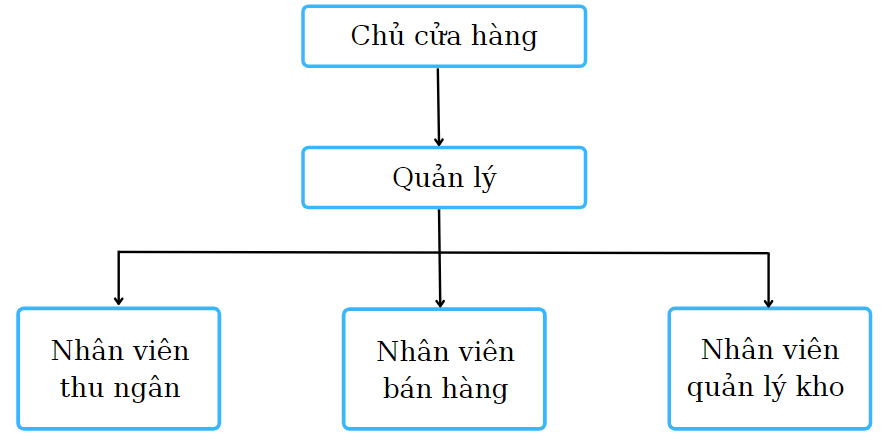 Chủ cửa hàng
Quản lý
Nhân viên
thu ngân
Nhân viên
bán hàng
Nhân viên
quản lý kho